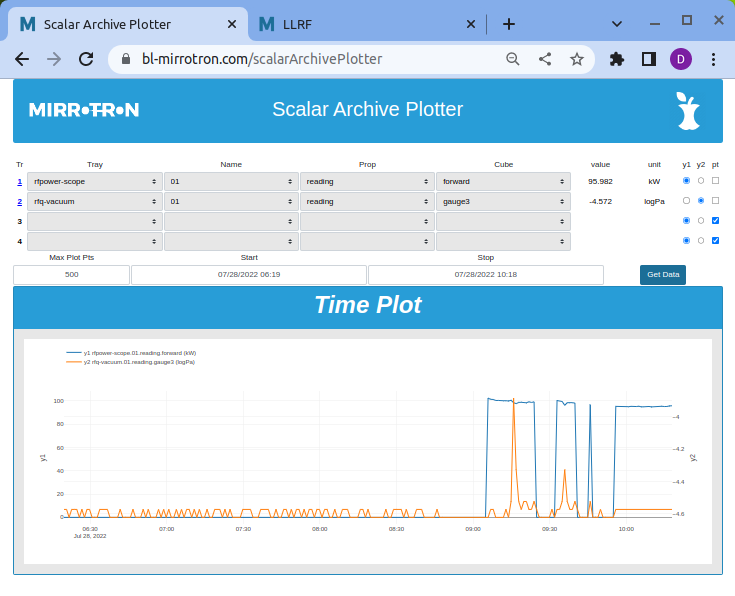 M Scalar Archive Plotter
M LLRF
bl-mirrotron.com/scalarArchivePlotter
D
MIRROTRON
Scalar Archive Plotter
Tr Tray Name Prop Cube value unit y1 y2 pt
1 rfpower-scope 01 reading forward 95.982 kW
2 rfq-vacuum 01 reading gauge3 -4.572 logPa
3
4
Max Plot Pts Start Stop
500 07/28/2022 06:19 07/28/2022 10:18 Get Data
Time Plot
y1 rfpower-scope.01.reading.forward (kW)
y2 rfq-vacuum.01.reading.gauge3 (logPa)
100
80
60
40
20
0
y1
−4
−4.2
−4.4
−4.6
y2
06:30 07:00 07:30 08:00 08:30 09:00 09:30 10:00
Jul 28, 2022